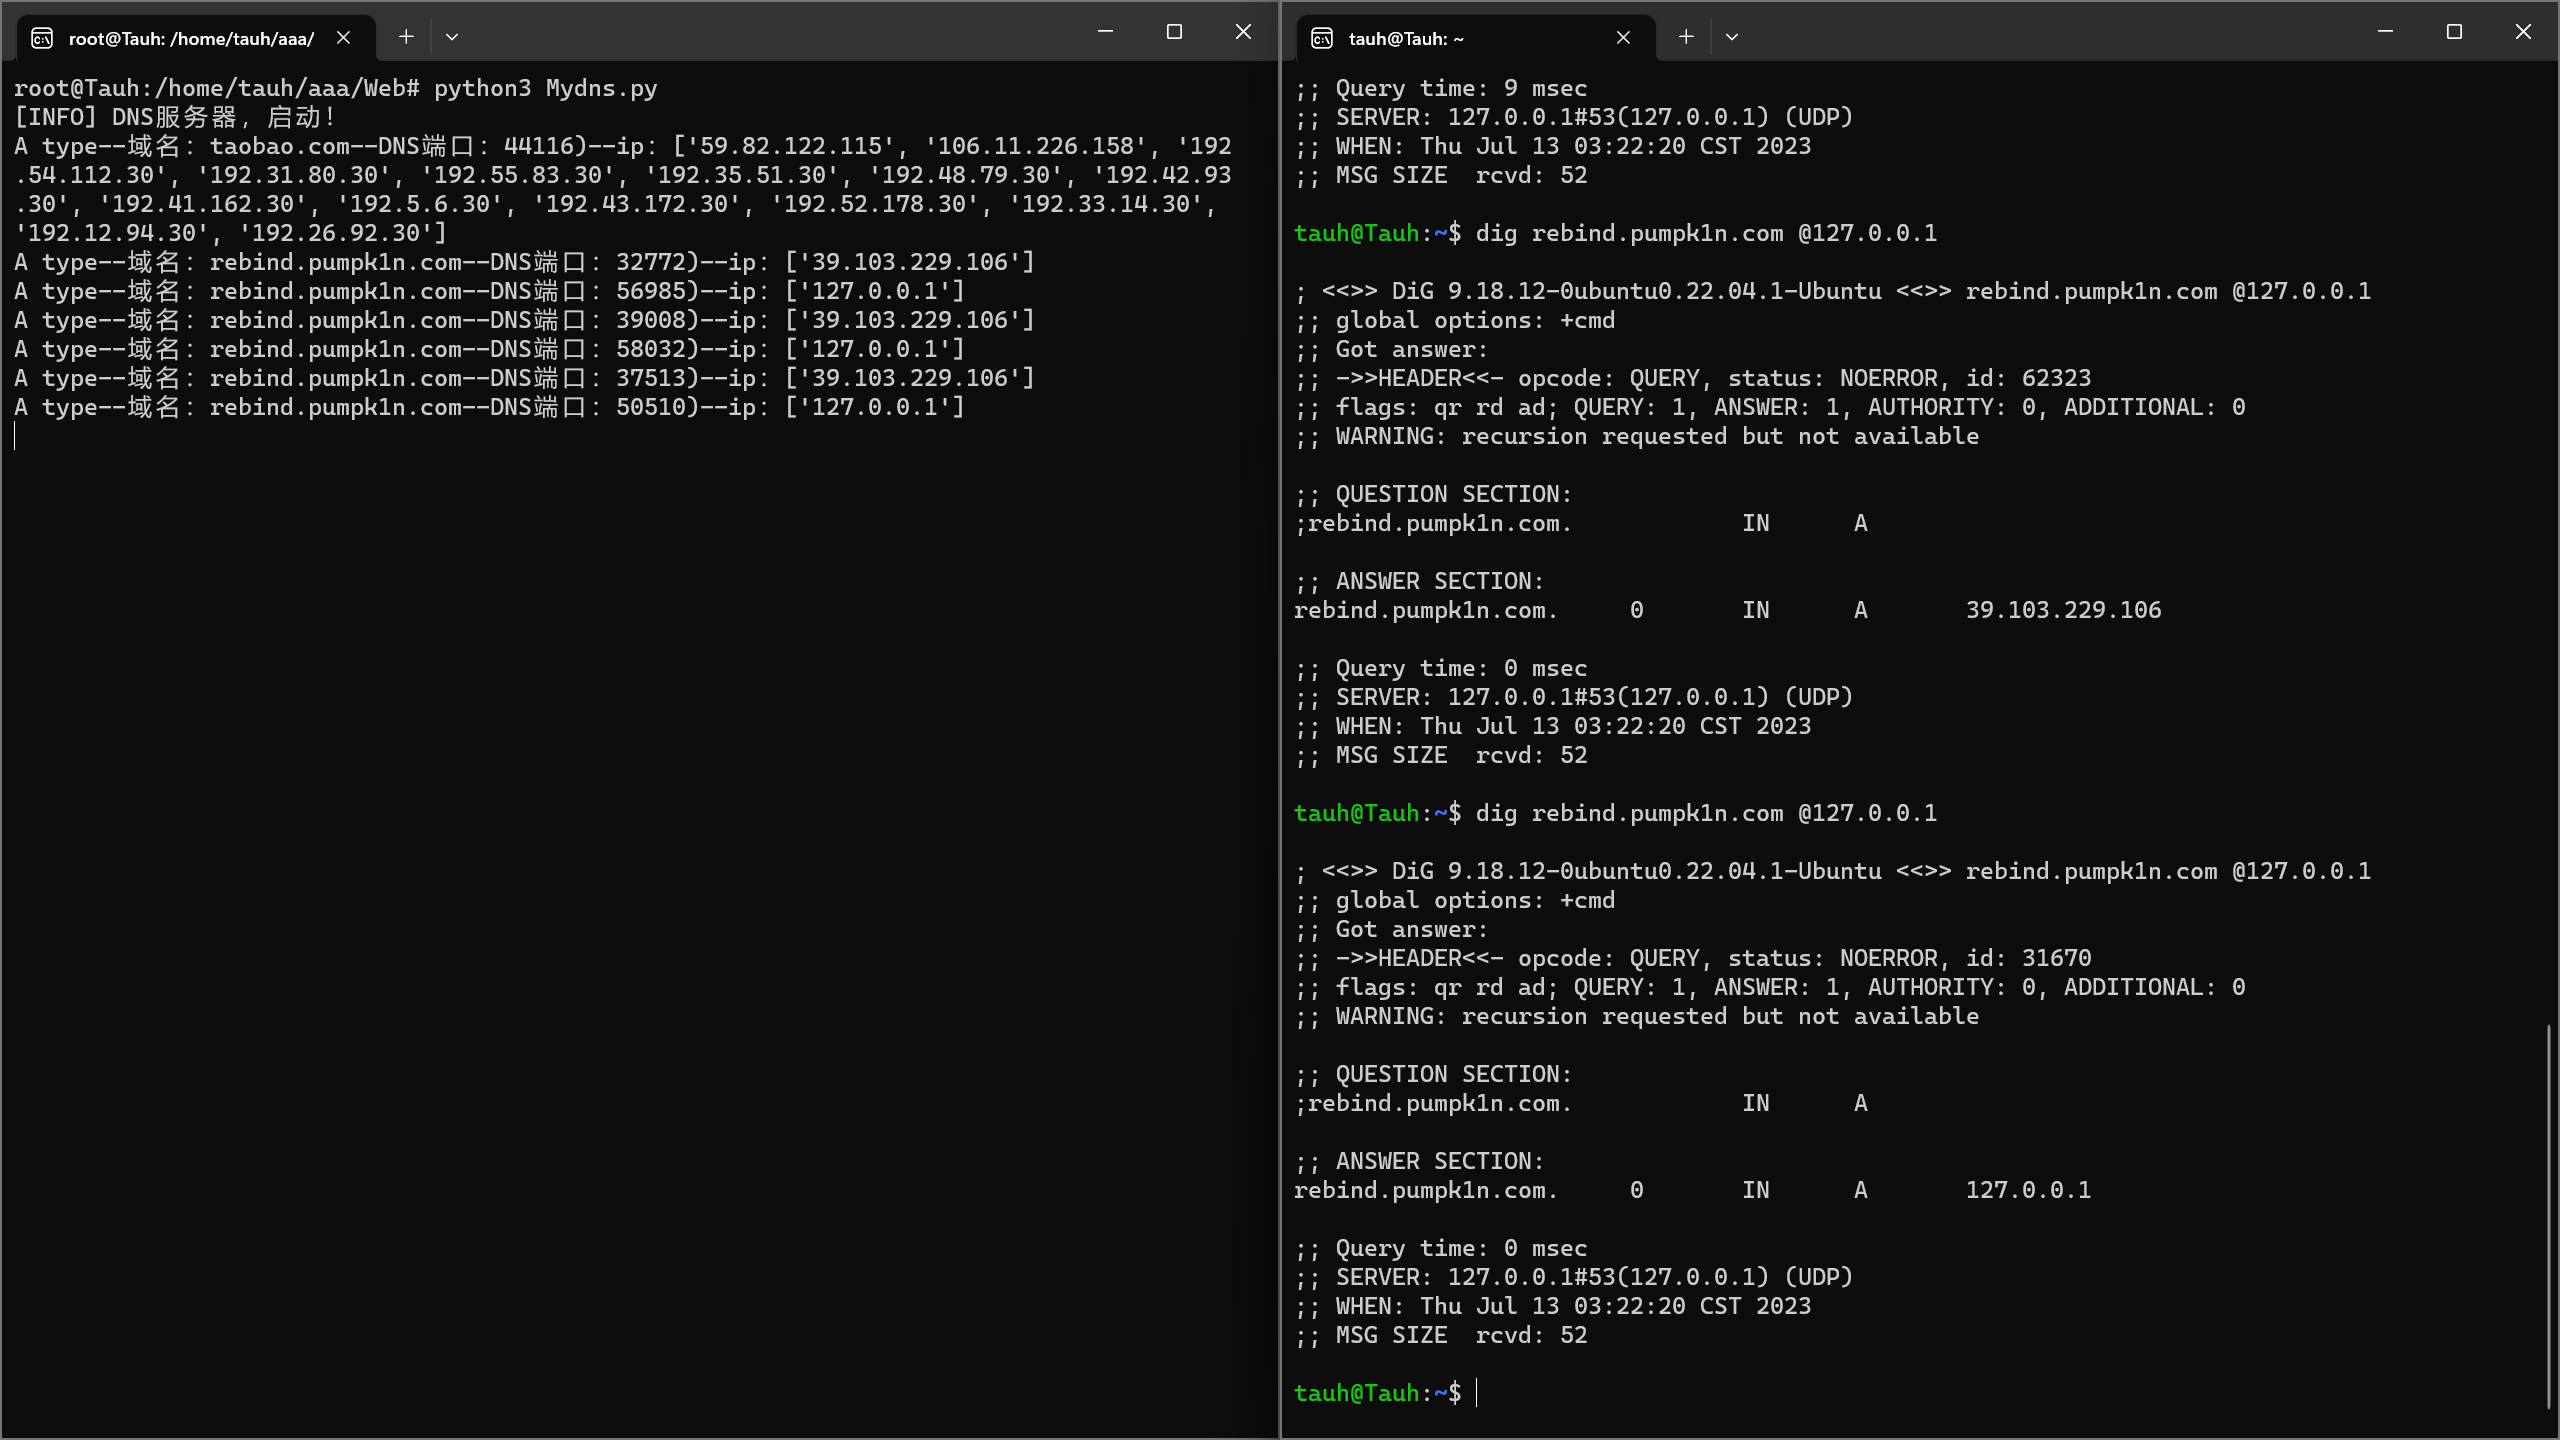 root@Tauh: /home/tauh/aaa/
root@Tauh:/home/tauh/aaa/Web# python3 Mydns.py
[INFO] DNS服务器，启动！
A type--域名：taobao.com--DNS端口：44116)--ip：['59.82.122.115', '106.11.226.158', '192
.54.112.30', '192.31.80.30', '192.55.83.30', '192.35.51.30', '192.48.79.30', '192.42.93
.30', '192.41.162.30', '192.5.6.30', '192.43.172.30', '192.52.178.30', '192.33.14.30',
'192.12.94.30', '192.26.92.30']
A type--域名：rebind.pumpk1n.com--DNS端口：32772)--ip：['39.103.229.106']
A type--域名：rebind.pumpk1n.com--DNS端口：56985)--ip：['127.0.0.1']
A type--域名：rebind.pumpk1n.com--DNS端口：39008)--ip：['39.103.229.106']
A type--域名：rebind.pumpk1n.com--DNS端口：58032)--ip：['127.0.0.1']
A type--域名：rebind.pumpk1n.com--DNS端口：37513)--ip：['39.103.229.106']
A type--域名：rebind.pumpk1n.com--DNS端口：50510)--ip：['127.0.0.1']
tauh@Tauh: ~
;; Query time: 9 msec
;; SERVER: 127.0.0.1#53(127.0.0.1) (UDP)
;; WHEN: Thu Jul 13 03:22:20 CST 2023
;; MSG SIZE  rcvd: 52
tauh@Tauh:~$ dig rebind.pumpk1n.com @127.0.0.1
; <<>> DiG 9.18.12-0ubuntu0.22.04.1-Ubuntu <<>> rebind.pumpk1n.com @127.0.0.1
;; global options: +cmd
;; Got answer:
;; ->>HEADER<<- opcode: QUERY, status: NOERROR, id: 62323
;; flags: qr rd ad; QUERY: 1, ANSWER: 1, AUTHORITY: 0, ADDITIONAL: 0
;; WARNING: recursion requested but not available
;; QUESTION SECTION:
;rebind.pumpk1n.com.            IN      A
;; ANSWER SECTION:
rebind.pumpk1n.com.     0       IN      A       39.103.229.106
;; Query time: 0 msec
;; SERVER: 127.0.0.1#53(127.0.0.1) (UDP)
;; WHEN: Thu Jul 13 03:22:20 CST 2023
;; MSG SIZE  rcvd: 52
tauh@Tauh:~$ dig rebind.pumpk1n.com @127.0.0.1
; <<>> DiG 9.18.12-0ubuntu0.22.04.1-Ubuntu <<>> rebind.pumpk1n.com @127.0.0.1
;; global options: +cmd
;; Got answer:
;; ->>HEADER<<- opcode: QUERY, status: NOERROR, id: 31670
;; flags: qr rd ad; QUERY: 1, ANSWER: 1, AUTHORITY: 0, ADDITIONAL: 0
;; WARNING: recursion requested but not available
;; QUESTION SECTION:
;rebind.pumpk1n.com.            IN      A
;; ANSWER SECTION:
rebind.pumpk1n.com.     0       IN      A       127.0.0.1
;; Query time: 0 msec
;; SERVER: 127.0.0.1#53(127.0.0.1) (UDP)
;; WHEN: Thu Jul 13 03:22:20 CST 2023
;; MSG SIZE  rcvd: 52
tauh@Tauh:~$